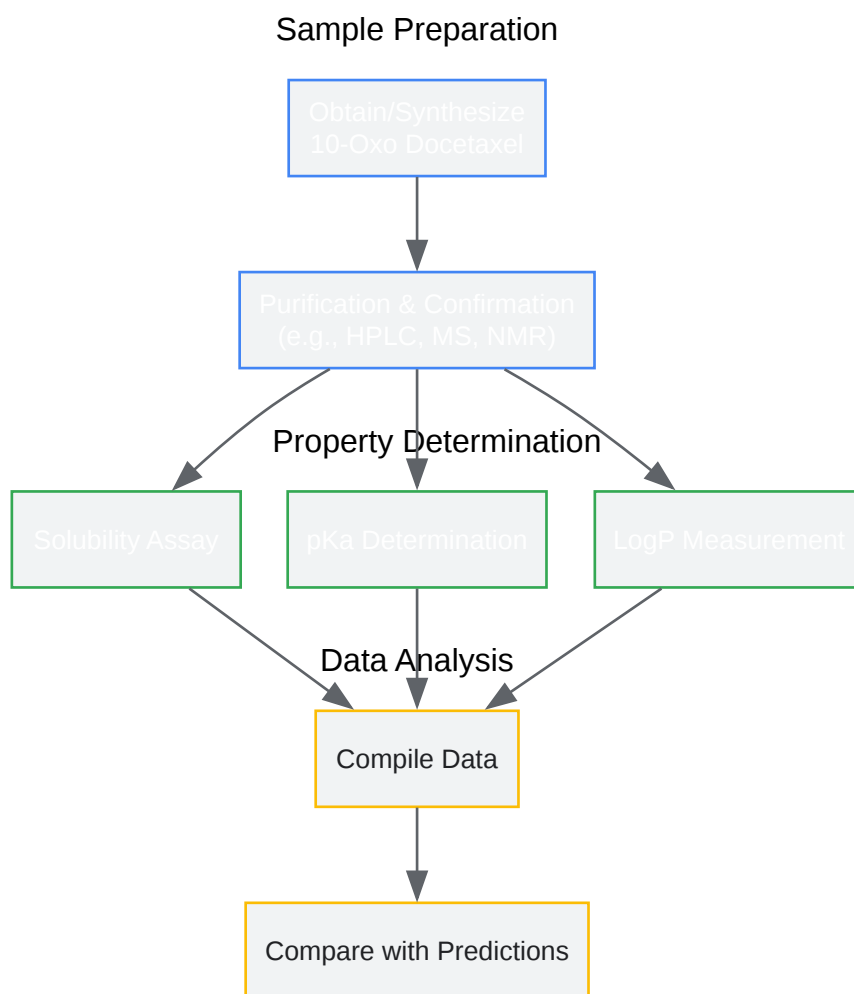 Sample Preparation
Obtain/Synthesize
10-Oxo Docetaxel
Purification & Confirmation
(e.g., HPLC, MS, NMR)
Property Determination
Solubility Assay
pKa Determination
LogP Measurement
Data Analysis
Compile Data
Compare with Predictions